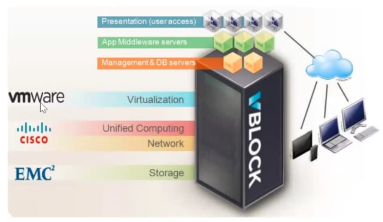 Presentation (user access)
App Middleware servers
Management & DB servers
vmware
Virtualization
CISCO
Unified Computing
Network
EMC²
Storage
VBLOCK